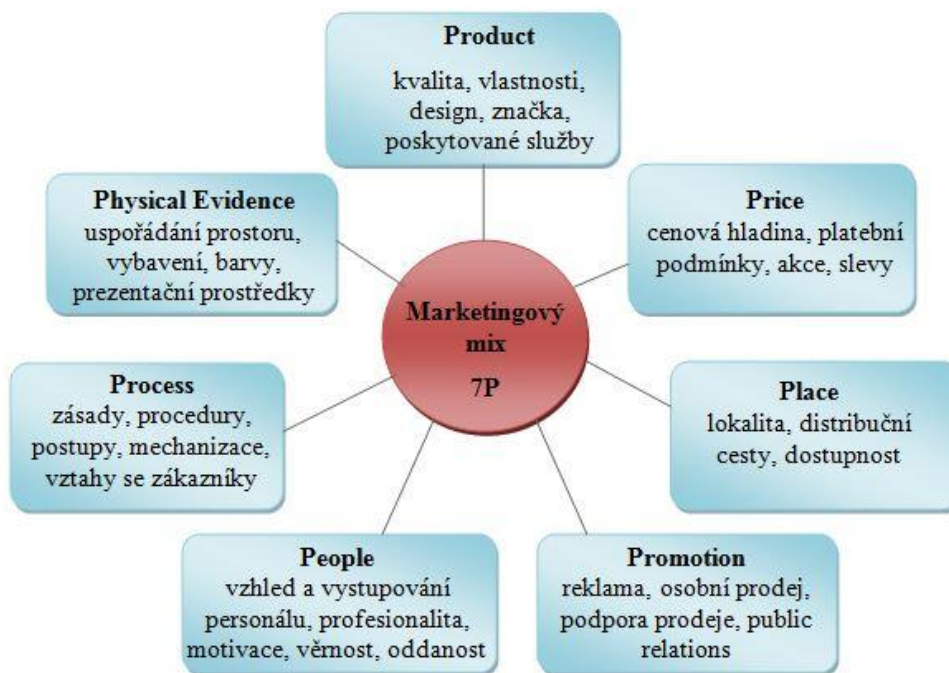 Product
kvalita, vlastnosti,
design, značka,
poskytované služby
Physical Evidence
uspořádání prostoru,
vybavení, barvy,
prezentační prostředky
Price
cenová hladina, platební
podmínky, akce, slevy
Marketingový
mix
7P
Process
zásady, procedury,
postupy, mechanizace,
vztahy se zákazníky
Place
lokalita, distribuční
cesty, dostupnost
People
vzhled a vystupování
personálu, profesionalita,
motivace, věrnost, oddanost
Promotion
reklama, osobní prodej,
podpora prodeje, public
relations